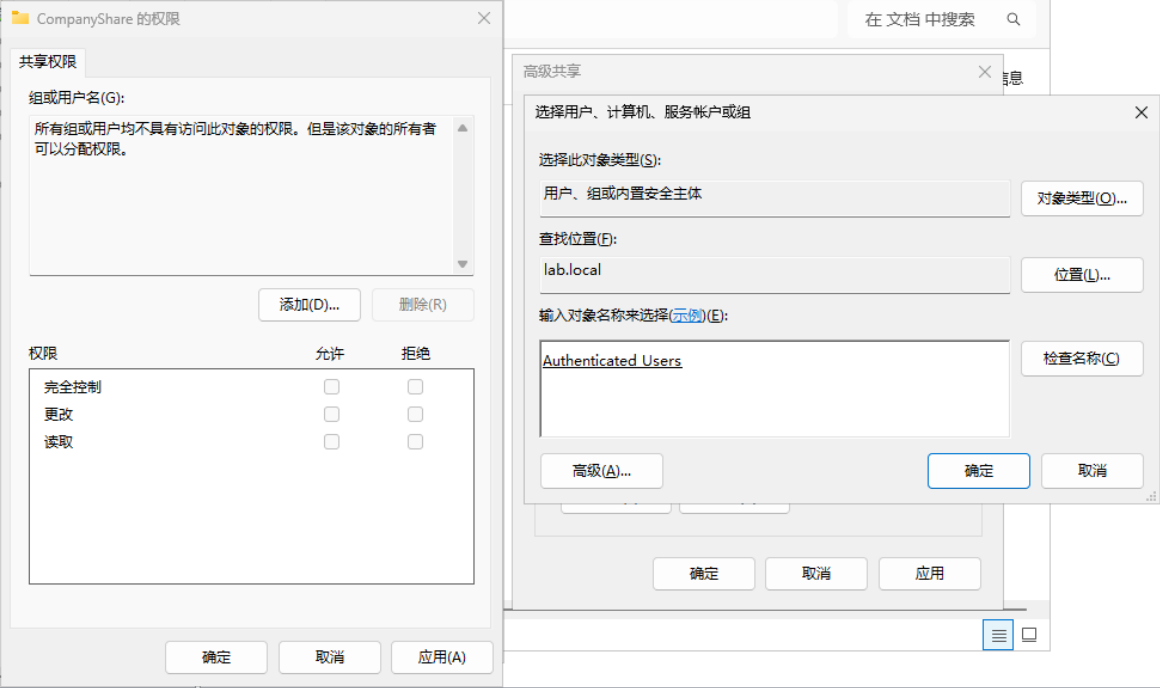 CompanyShare 的权限
共享权限
组或用户名(G):
所有组或用户均不具有访问此对象的权限。但是该对象的所有者
可以分配权限。
添加(D)...
删除(R)
权限
允许
拒绝
完全控制
更改
读取
确定
取消
应用(A)
在 文档 中搜索
高级共享
信息
选择用户、计算机、服务帐户或组
选择此对象类型(S):
用户、组或内置安全主体
对象类型(O)...
查找位置(F):
lab.local
位置(L)...
输入对象名称来选择(示例)(E):
Authenticated Users
检查名称(C)
高级(A)...
确定
取消
确定
取消
应用